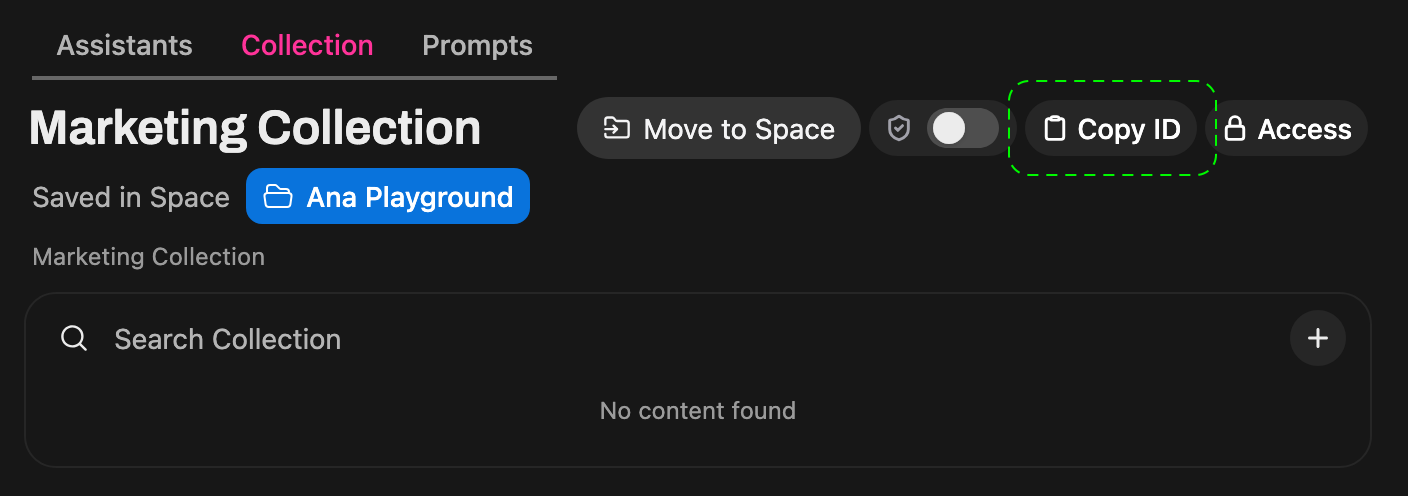 Assistants Collection Prompts
Marketing Collection Move to Space Copy ID Access
Saved in Space Ana Playground
Marketing Collection
Search Collection +
No content found